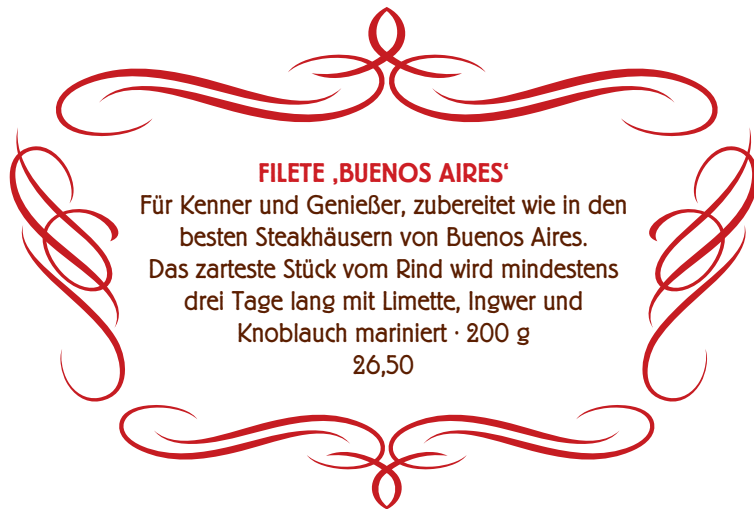 FILETE ‚BUENOS AIRES‘
Für Kenner und Genießer, zubereitet wie in den
besten Steakhäusern von Buenos Aires.
Das zarteste Stück vom Rind wird mindestens
drei Tage lang mit Limette, Ingwer und
Knoblauch mariniert · 200 g
26,50